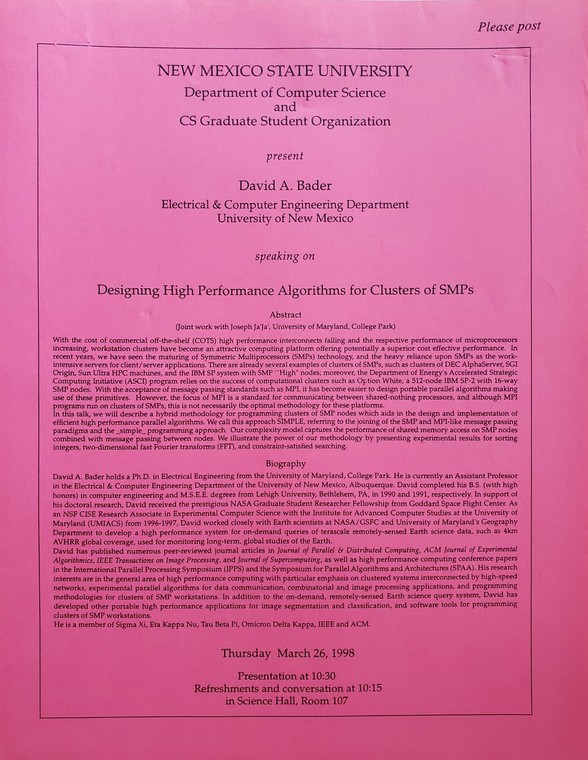 Please post
NEW MEXICO STATE UNIVERSITY
Department of Computer Science
and
CS Graduate Student Organization
present
David A. Bader
Electrical & Computer Engineering Department
University of New Mexico
speaking on
Designing High Performance Algorithms for Clusters of SMPs
Abstract
(Joint work with Joseph Ja'Ja', University of Maryland, College Park)
With the cost of commercial off-the-shelf (COTS) high performance interconnects falling and the respective performance of microprocessors
increasing, workstation clusters have become an attractive computing platform offering potentially a superior cost effective performance. In
recent years, we have seen the maturing of Symmetric Multiprocessors (SMPs) technology, and the heavy reliance upon SMPs as the work-
intensive servers for client/server applications. There are already several examples of clusters of SMPs, such as clusters of DEC AlphaServer, SGI
Origin, Sun Ultra HPC machines, and the IBM SP system with SMP ``High'' nodes; moreover, the Department of Energy's Accelerated Strategic
Computing Initiative (ASCI) program relies on the success of computational clusters such as Option White, a 512-node IBM SP-2 with 16-way
SMP nodes. With the acceptance of message passing standards such as MPI, it has become easier to design portable parallel algorithms making
use of these primitives. However, the focus of MPI is a standard for communicating between shared-nothing processors, and although MPI
programs run on clusters of SMPs, this is not necessarily the optimal methodology for these platforms.
In this talk, we will describe a hybrid methodology for programming clusters of SMP nodes which aids in the design and implementation of
efficient high performance parallel algorithms. We call this approach SIMPLE, referring to the joining of the SMP and MPI-like message passing
paradigms and the _simple_ programming approach. Our complexity model captures the performance of shared memory access on SMP nodes
combined with message passing between nodes. We illustrate the power of our methodology by presenting experimental results for sorting
integers, two-dimensional fast Fourier transforms (FFT), and constraint-satisfied searching.
Biography
David A. Bader holds a Ph.D. in Electrical Engineering from the University of Maryland, College Park. He is currently an Assistant Professor
in the Electrical & Computer Engineering Department of the University of New Mexico, Albuquerque. David completed his B.S. (with high
honors) in computer engineering and M.S.E.E. degrees from Lehigh University, Bethlehem, PA, in 1990 and 1991, respectively. In support of
his doctoral research, David received the prestigious NASA Graduate Student Researcher Fellowship from Goddard Space Flight Center. As
an NSF CISE Research Associate in Experimental Computer Science with the Institute for Advanced Computer Studies at the University of
Maryland (UMIACS) from 1996-1997, David worked closely with Earth scientists at NASA/GSFC and University of Maryland's Geography
Department to develop a high performance system for on-demand queries of terascale remotely-sensed Earth science data, such as 4km
AVHRR global coverage, used for monitoring long-term, global studies of the Earth.
David has published numerous peer-reviewed journal articles in Journal of Parallel & Distributed Computing, ACM Journal of Experimental
Algorithmics, IEEE Transactions on Image Processing, and Journal of Supercomputing, as well as high performance computing conference papers
in the International Parallel Processing Symposium (IPPS) and the Symposium for Parallel Algorithms and Architectures (SPAA). His research
interests are in the general area of high performance computing with particular emphasis on clustered systems interconnected by high-speed
networks, experimental parallel algorithms for data communication, combinatorial and image processing applications, and programming
methodologies for clusters of SMP workstations. In addition to the on-demand, remotely-sensed Earth science query system, David has
developed other portable high performance applications for image segmentation and classification, and software tools for programming
clusters of SMP workstations.
He is a member of Sigma Xi, Eta Kappa Nu, Tau Beta Pi, Omicron Delta Kappa, IEEE and ACM.
Thursday March 26, 1998
Presentation at 10:30
Refreshments and conversation at 10:15
in Science Hall, Room 107